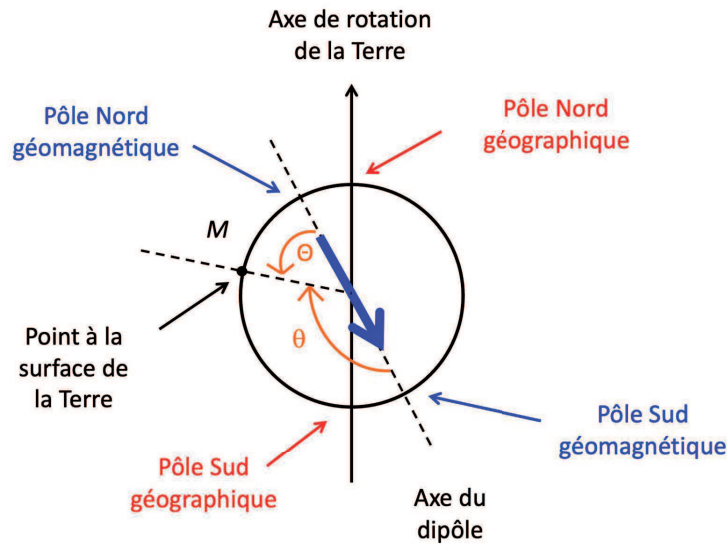 Axe de rotation
de la Terre
Pôle Nord
géomagnétique
Pôle Nord
géographique
M
Θ
θ
Point à la
surface de
la Terre
Pôle Sud
géographique
Pôle Sud
géomagnétique
Axe du
dipôle